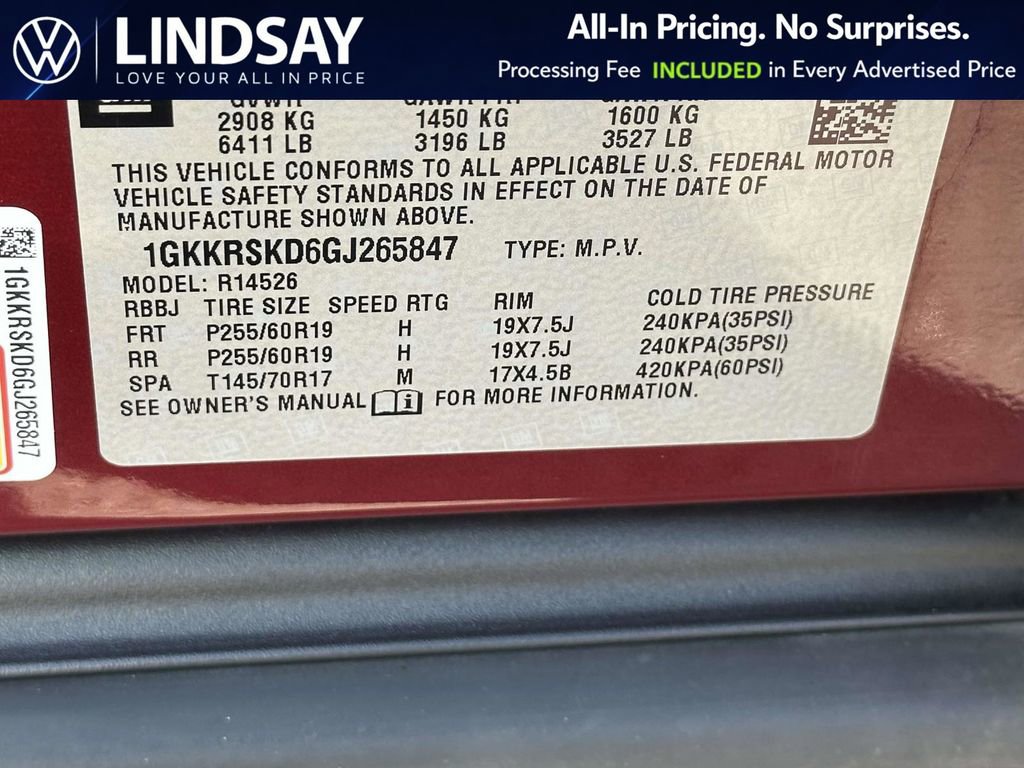 LINDSAY
LOVE YOUR ALL IN PRICE
All-In Pricing. No Surprises.
Processing Fee INCLUDED in Every Advertised Price
2908 KG 1450 KG 1600 KG
6411 LB 3196 LB 3527 LB
THIS VEHICLE CONFORMS TO ALL APPLICABLE U.S. FEDERAL MOTOR
VEHICLE SAFETY STANDARDS IN EFFECT ON THE DATE OF
MANUFACTURE SHOWN ABOVE.
1GKKRSKD6GJ265847 TYPE: M.P.V.
MODEL: R14526
RBBJ TIRE SIZE SPEED RTG RIM COLD TIRE PRESSURE
FRT P255/60R19 H 19X7.5J 240KPA(35PSI)
RR P255/60R19 H 19X7.5J 240KPA(35PSI)
SPA T145/70R17 M 17X4.5B 420KPA(60PSI)
SEE OWNER'S MANUAL FOR MORE INFORMATION.
1GKKRSKD6GJ265847